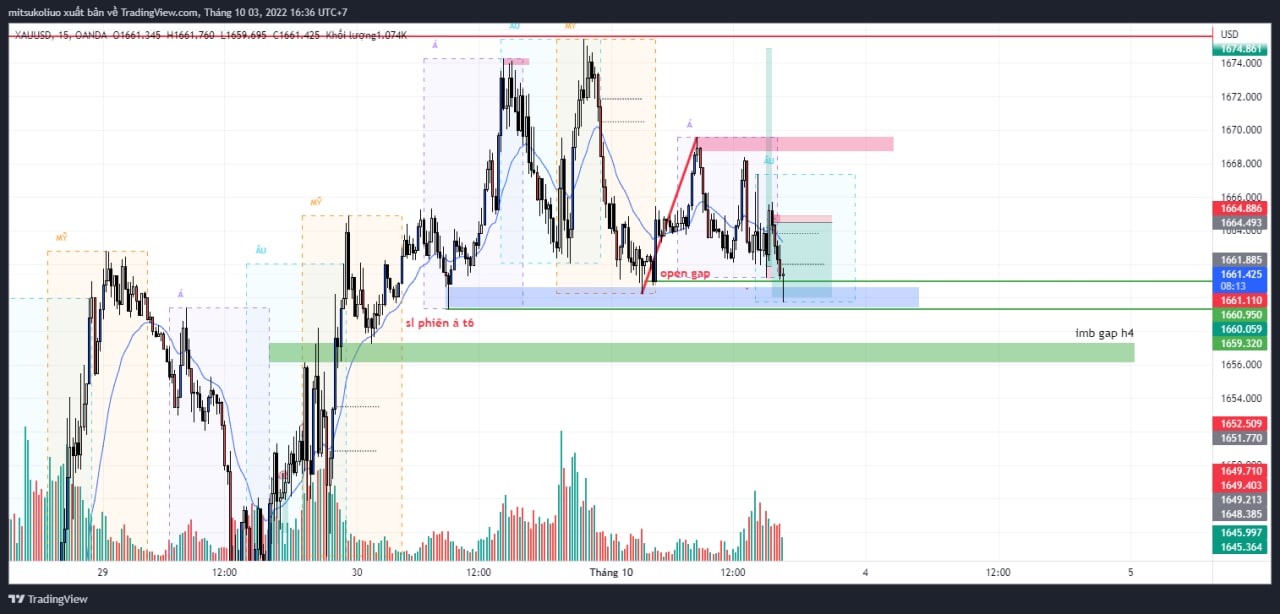 mitsukoliuo xuất bản về TradingView.com, Tháng 10 03, 2022 16:36 UTC+7
XAUUSD, 15, OANDA O1661.345 H1661.760 L1659.695 C1661.425 Khối lượng1.074K
USD
ÂU
MỸ
Á
1674.861
1674.000
1672.000
1670.000
Á
1668.000
ÂU
1666.000
MỸ
1664.886
1664.493
1664.000
MỸ
ÂU
1661.885
open gap
1661.425
08:13
Á
1661.110
1660.950
sl phiên á t6
1660.059
imb gap h4
1659.320
1656.000
1654.000
1652.509
1651.770
1649.710
1649.403
1649.213
1648.385
1645.997
1645.364
29
12:00
30
12:00
Tháng 10
12:00
4
12:00
5
TradingView